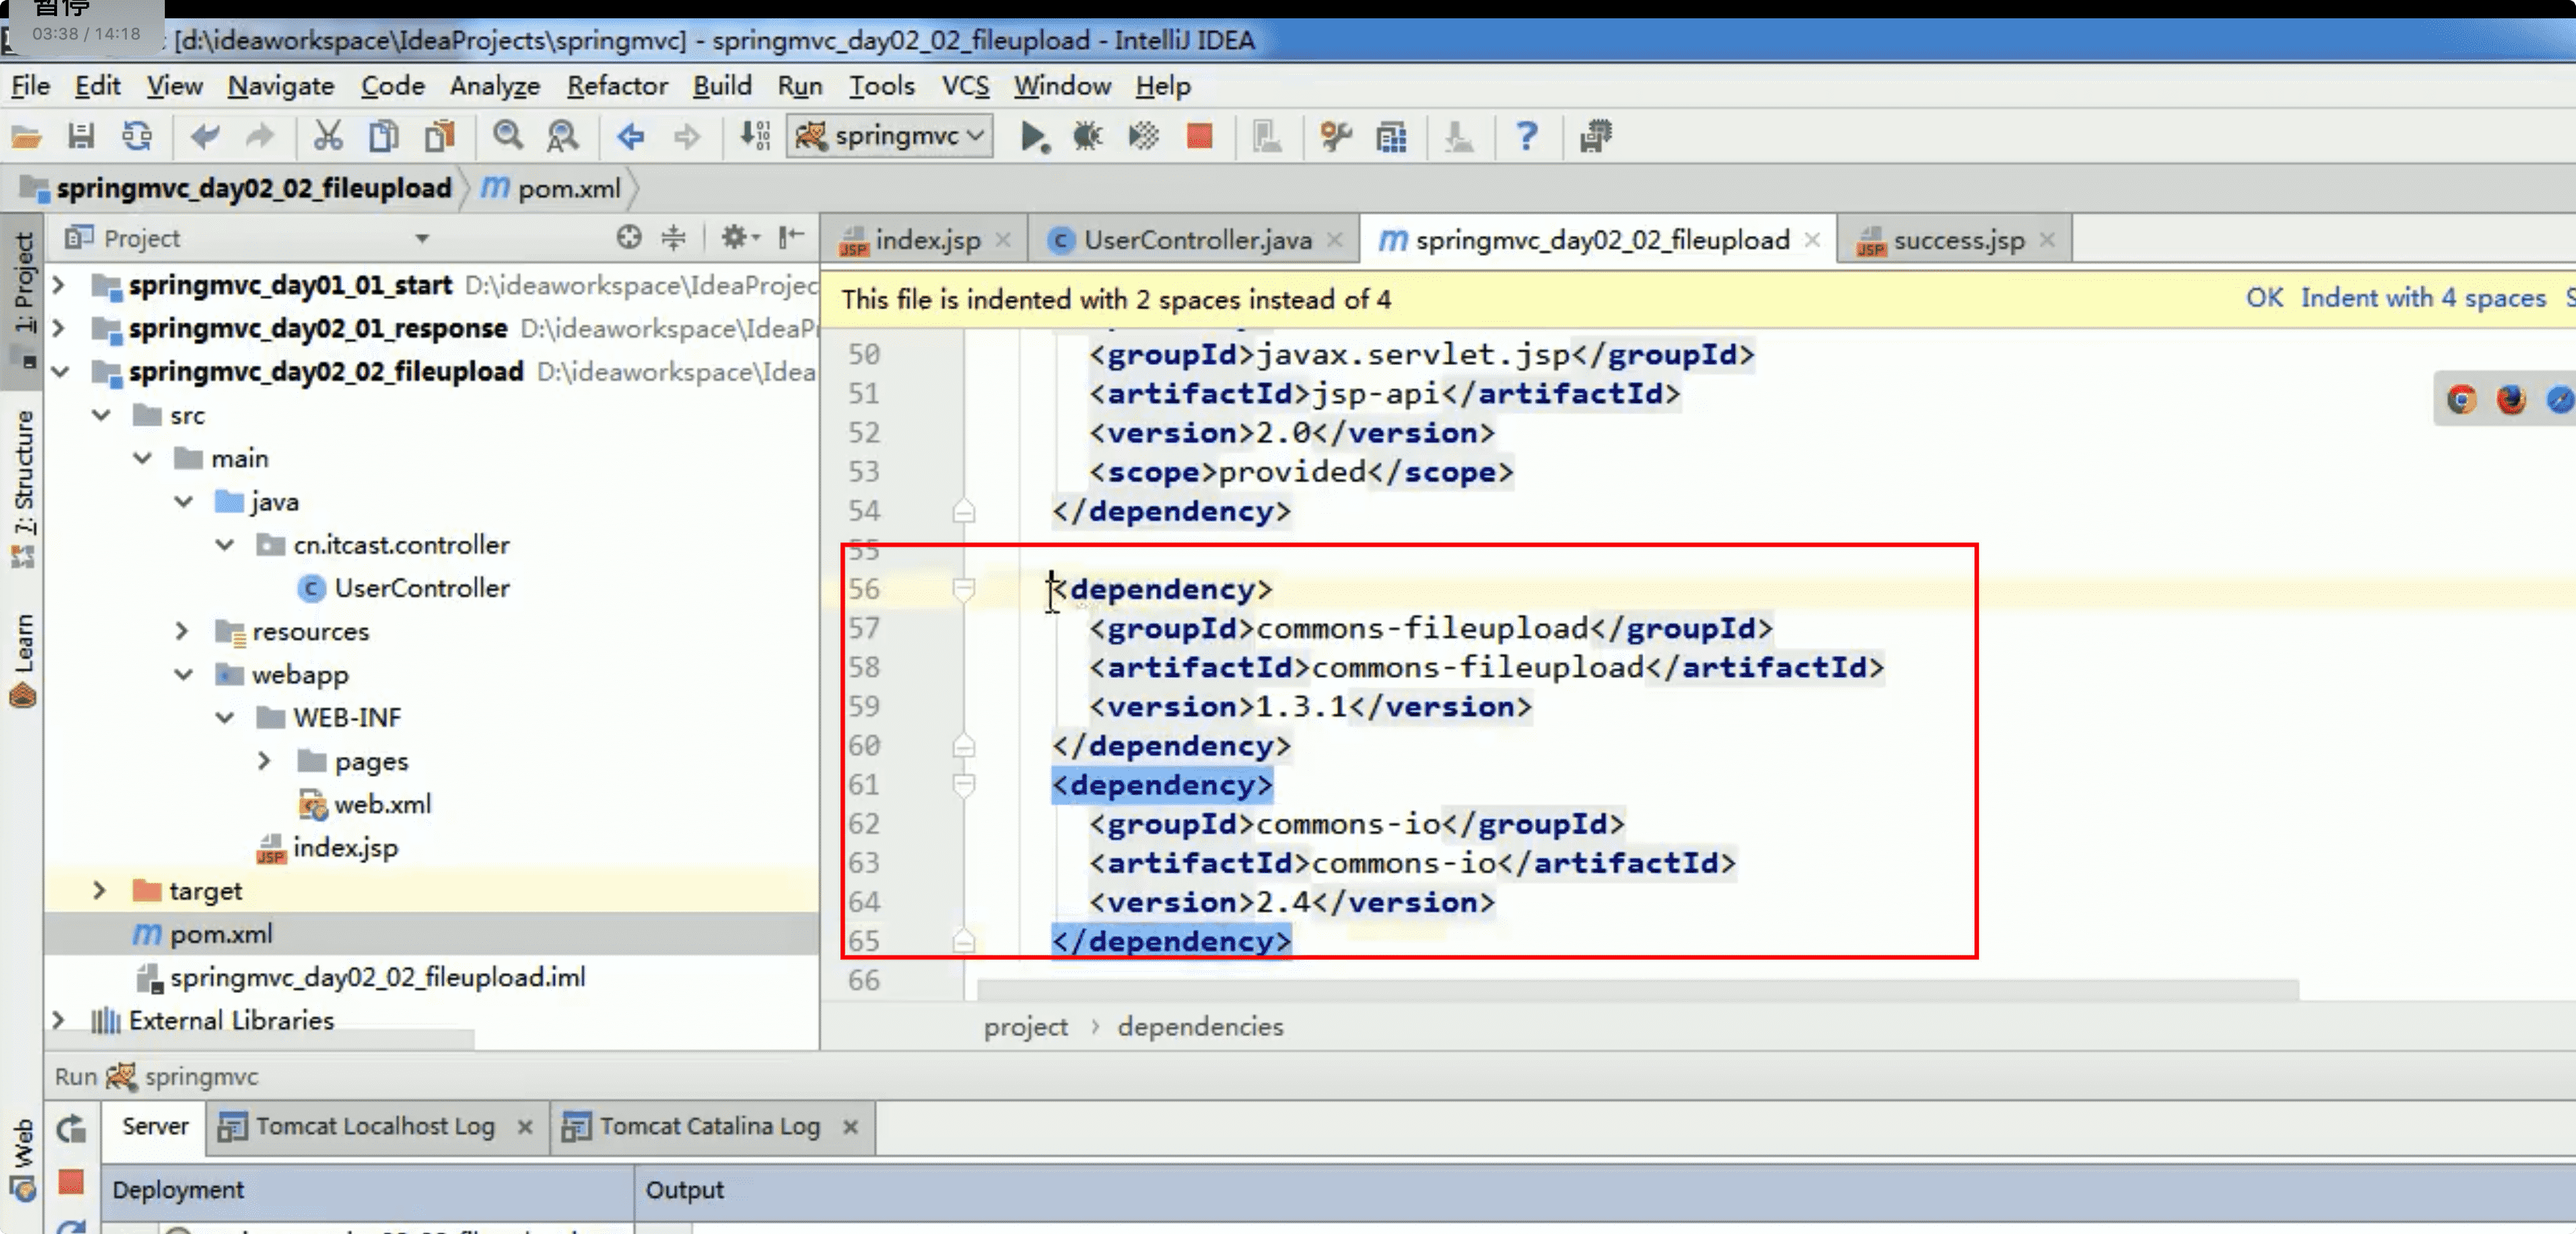 暂停
03:38 / 14:18
[d:\ideaworkspace\IdeaProjects\springmvc] - springmvc_day02_02_fileupload - IntelliJ IDEA
File Edit View Navigate Code Analyze Refactor Build Run Tools VCS Window Help
springmvc
springmvc_day02_02_fileupload pom.xml
1: Project
7: Structure
Learn
Web
Project
springmvc_day01_01_start D:\ideaworkspace\IdeaProjec
springmvc_day02_01_response D:\ideaworkspace\IdeaPr
springmvc_day02_02_fileupload D:\ideaworkspace\Idea
src
main
java
cn.itcast.controller
UserController
resources
webapp
WEB-INF
pages
web.xml
index.jsp
target
pom.xml
springmvc_day02_02_fileupload.iml
External Libraries
index.jsp UserController.java springmvc_day02_02_fileupload success.jsp
This file is indented with 2 spaces instead of 4 OK Indent with 4 spaces S
50 <groupId>javax.servlet.jsp</groupId>
51 <artifactId>jsp-api</artifactId>
52 <version>2.0</version>
53 <scope>provided</scope>
54 </dependency>
55
56 <dependency>
57 <groupId>commons-fileupload</groupId>
58 <artifactId>commons-fileupload</artifactId>
59 <version>1.3.1</version>
60 </dependency>
61 <dependency>
62 <groupId>commons-io</groupId>
63 <artifactId>commons-io</artifactId>
64 <version>2.4</version>
65 </dependency>
66
project › dependencies
Run springmvc
Server Tomcat Localhost Log Tomcat Catalina Log
Deployment Output